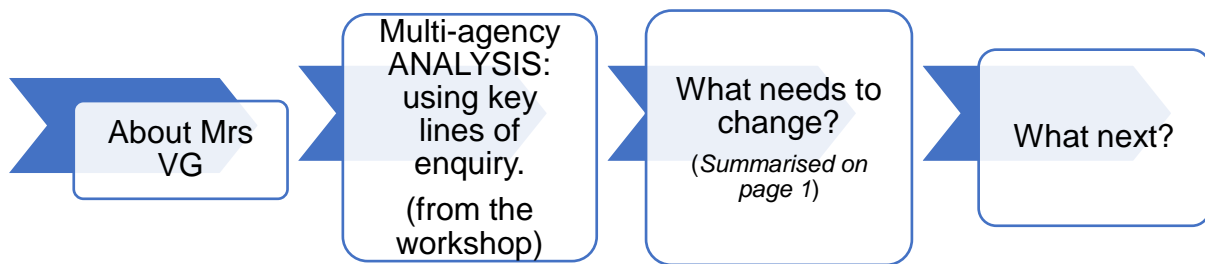 About Mrs
VG
Multi-agency
ANALYSIS:
using key
lines of
enquiry.
(from the
workshop)
What needs to
change?
(Summarised on
page 1)
What next?